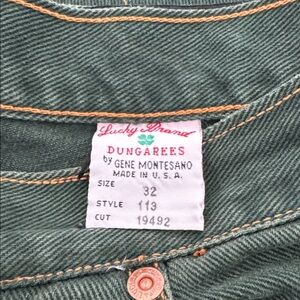 Lucky Brand
DUNGAREES
by GENE MONTESANO
MADE IN U.S.A.
SIZE 32
STYLE 113
CUT 19492